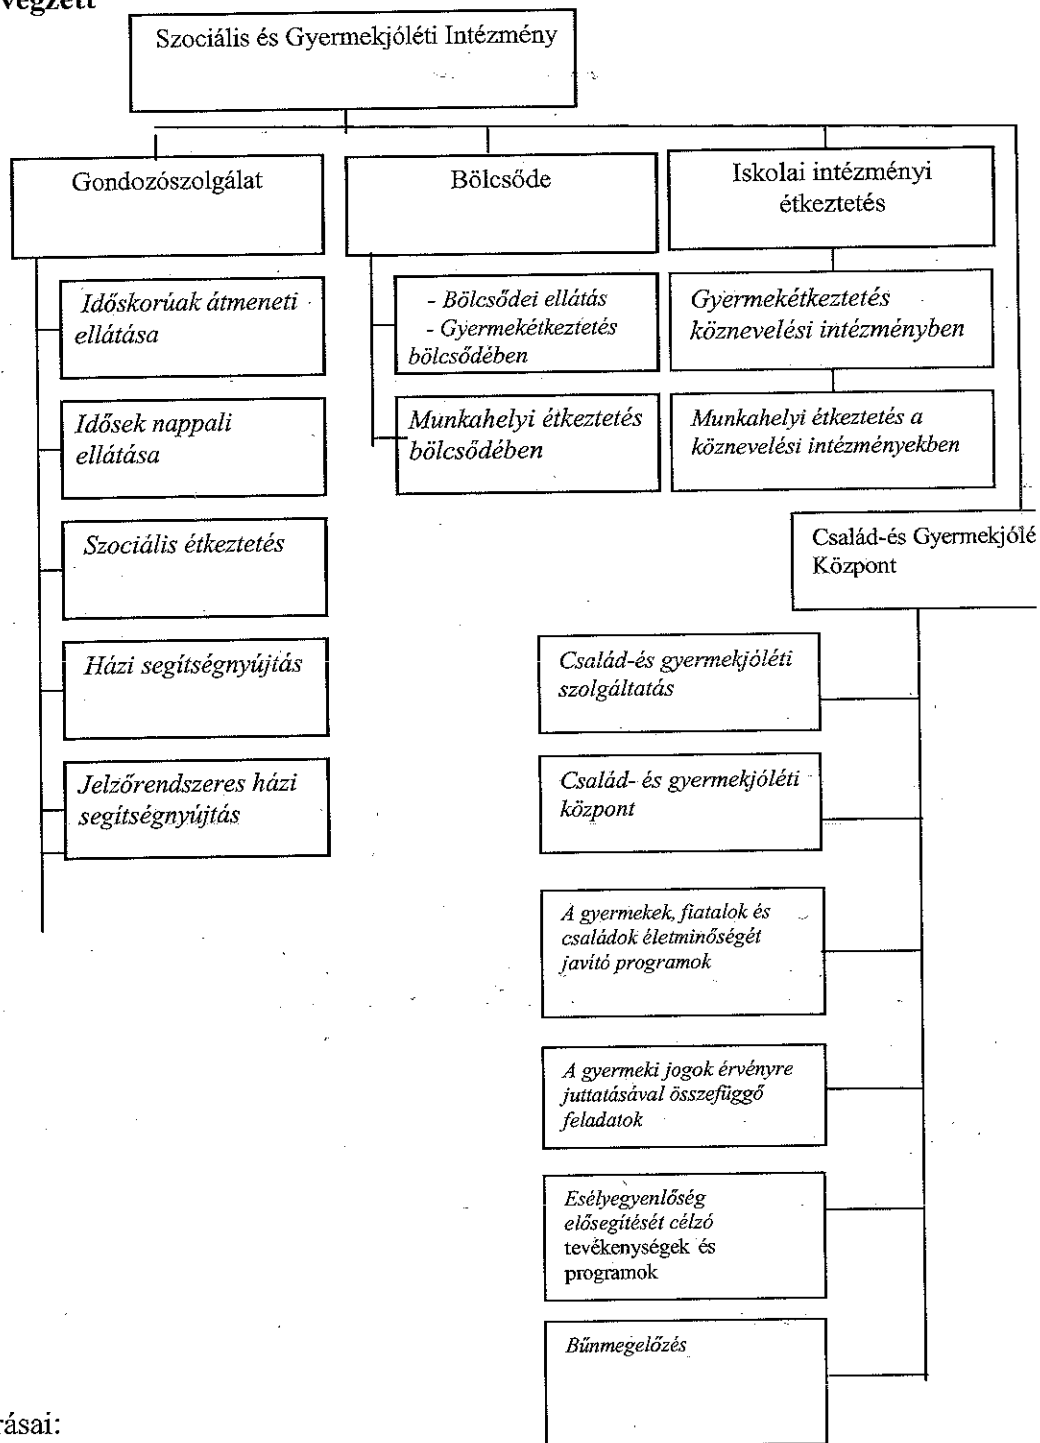 végzett
Szociális és Gyermekjóléti Intézmény
Gondozószolgálat
Bölcsőde
Iskolai intézményi
étkeztetés
Időskorúak átmeneti
ellátása
Idősek nappali
ellátása
Szociális étkeztetés
Házi segítségnyújtás
Jelzőrendszeres házi
segítségnyújtás
- Bölcsődei ellátás
- Gyermekétkeztetés
bölcsődében
Munkahelyi étkeztetés
bölcsődében
Gyermekétkeztetés
köznevelési intézményben
Munkahelyi étkeztetés a
köznevelési intézményekben
Család-és Gyermekjólé
Központ
Család-és gyermekjóléti
szolgáltatás
Család- és gyermekjóléti
központ
A gyermekek, fiatalok és
családok életminőségét
javító programok
A gyermeki jogok érvényre
juttatásával összefüggő
feladatok
Esélyegyenlőség
elősegítését célzó
tevékenységek és
programok
Bűnmegelőzés
rásai: